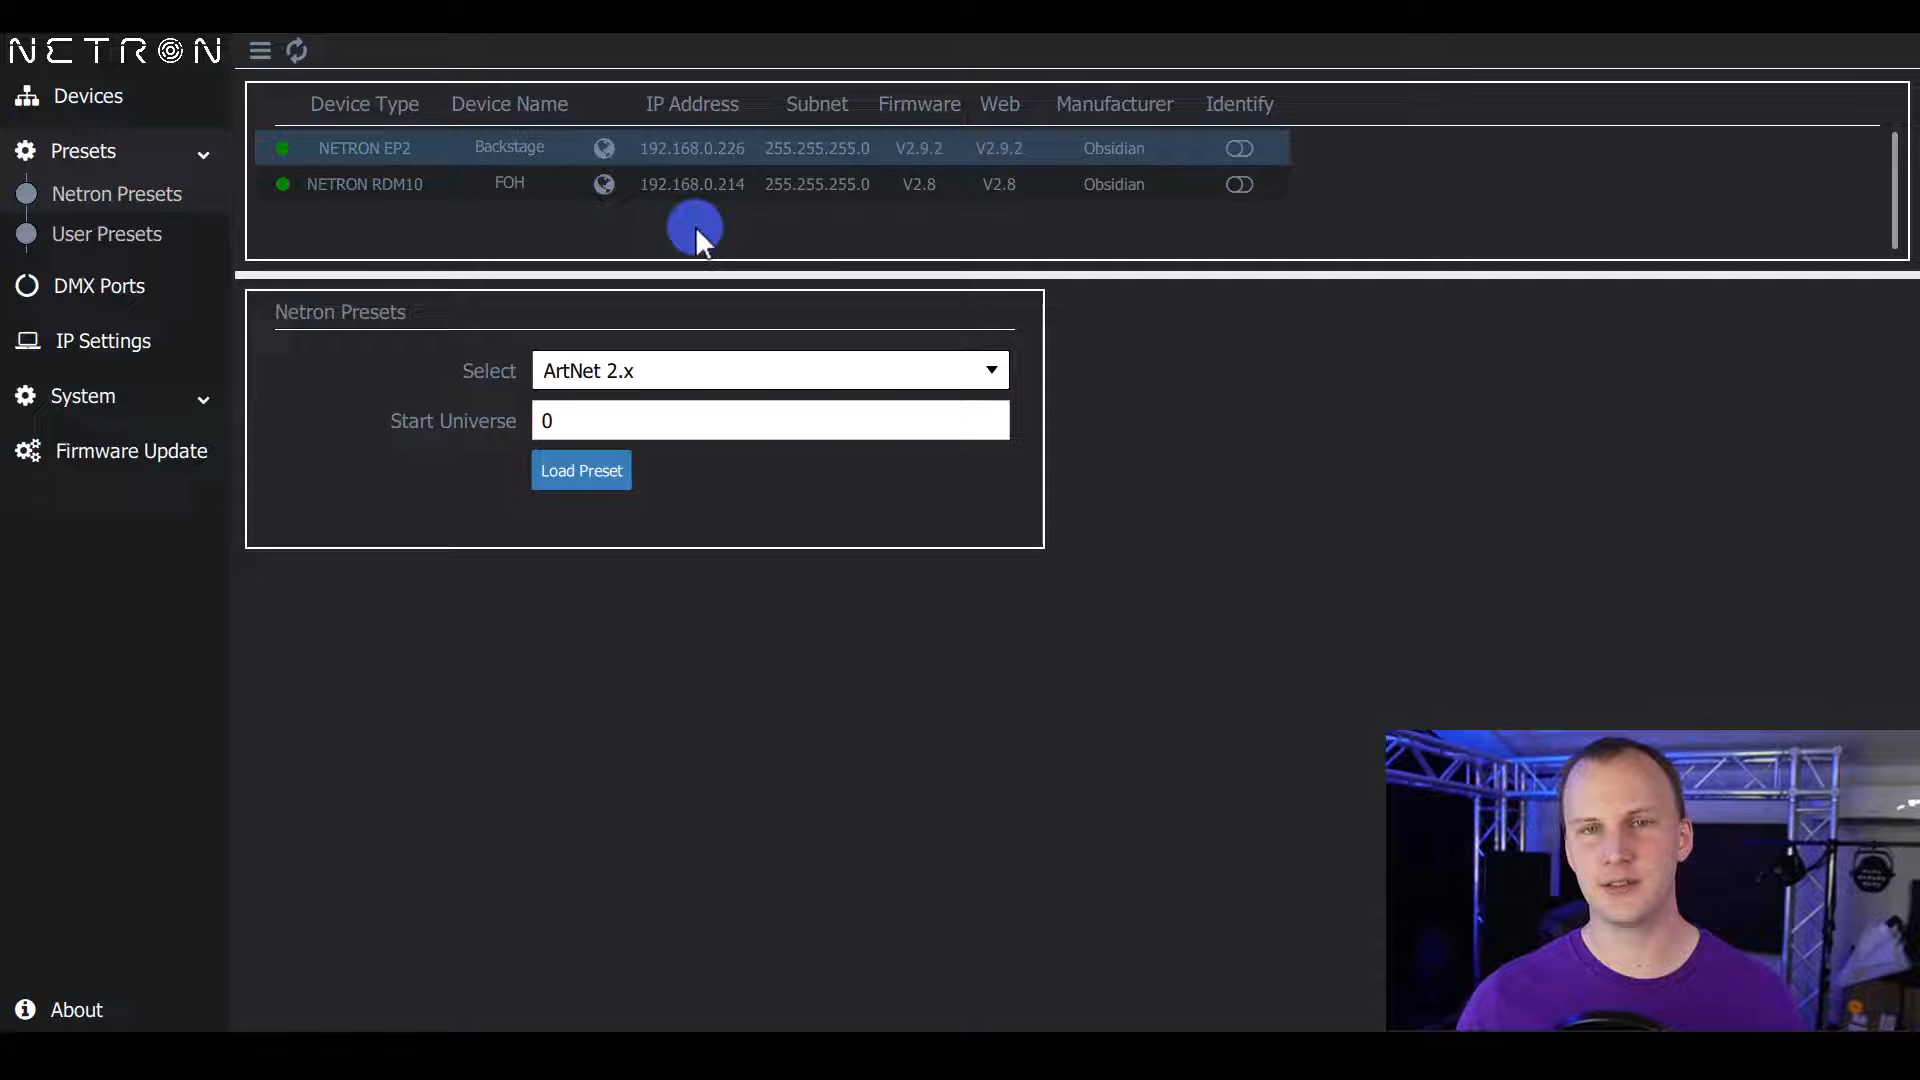 NETRON
Devices
Presets
Netron Presets
User Presets
DMX Ports
IP Settings
System
Firmware Update
About
Device Type Device Name IP Address Subnet Firmware Web Manufacturer Identify
NETRON EP2 Backstage 192.168.0.226 255.255.255.0 V2.9.2 V2.9.2 Obsidian
NETRON RDM10 FOH 192.168.0.214 255.255.255.0 V2.8 V2.8 Obsidian
Netron Presets
Select ArtNet 2.x
Start Universe 0
Load Preset